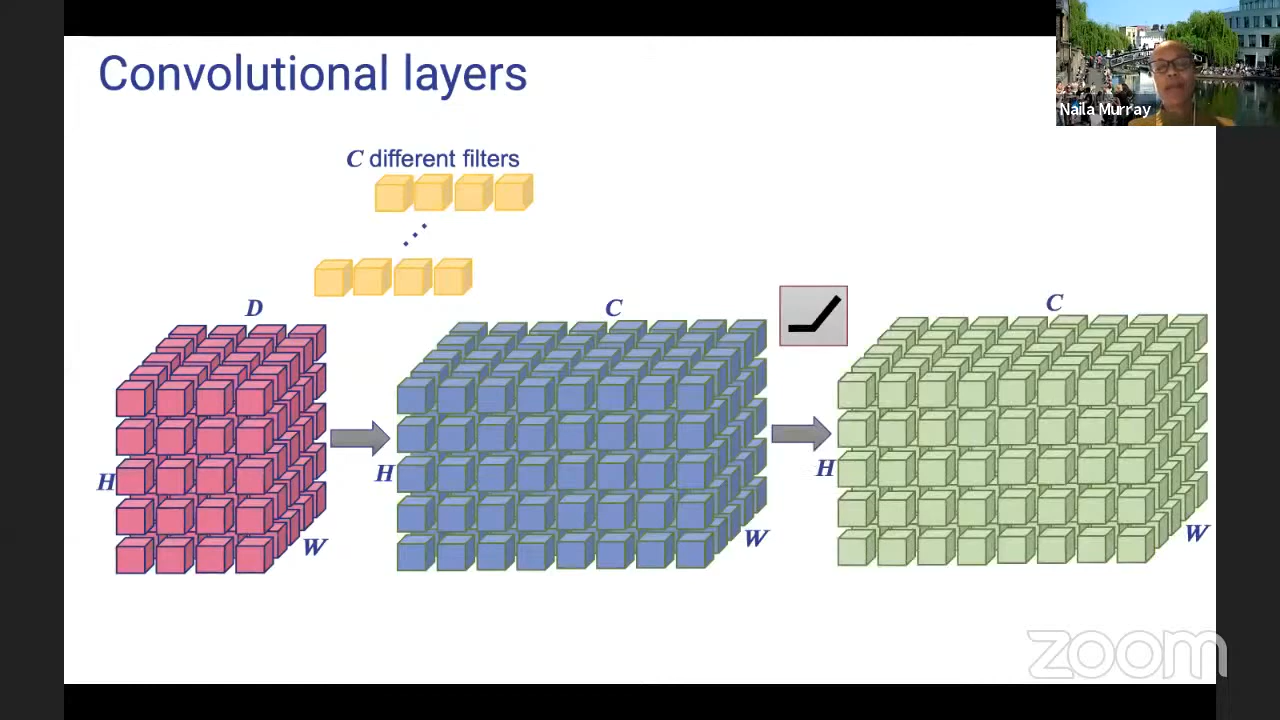 Convolutional layers
Naila Murray
C different filters
D
C
C
H
H
H
W
W
W
zoom